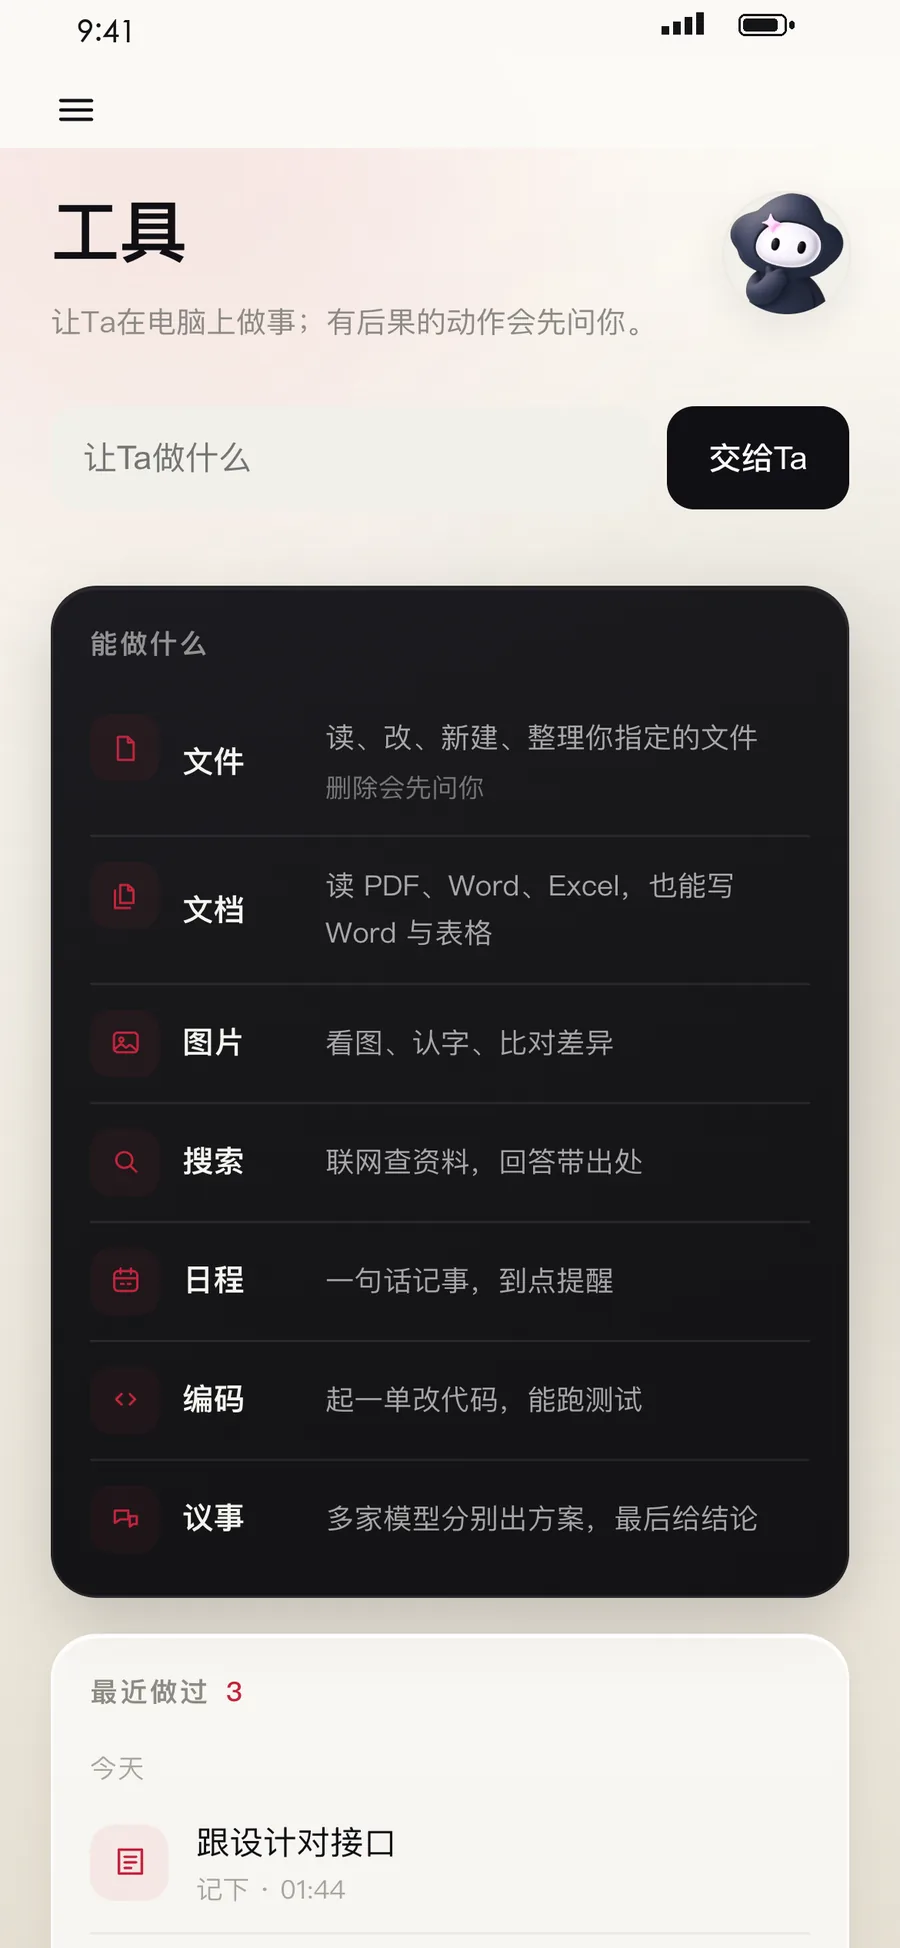 9:41
工具
让Ta在电脑上做事；有后果的动作会先问你。
让Ta做什么
交给Ta
能做什么
文件
读、改、新建、整理你指定的文件
删除会先问你
文档
读 PDF、Word、Excel，也能写
Word 与表格
图片
看图、认字、比对差异
搜索
联网查资料，回答带出处
日程
一句话记事，到点提醒
编码
起一单改代码，能跑测试
议事
多家模型分别出方案，最后给结论
最近做过 3
今天
跟设计对接口
记下 · 01:44